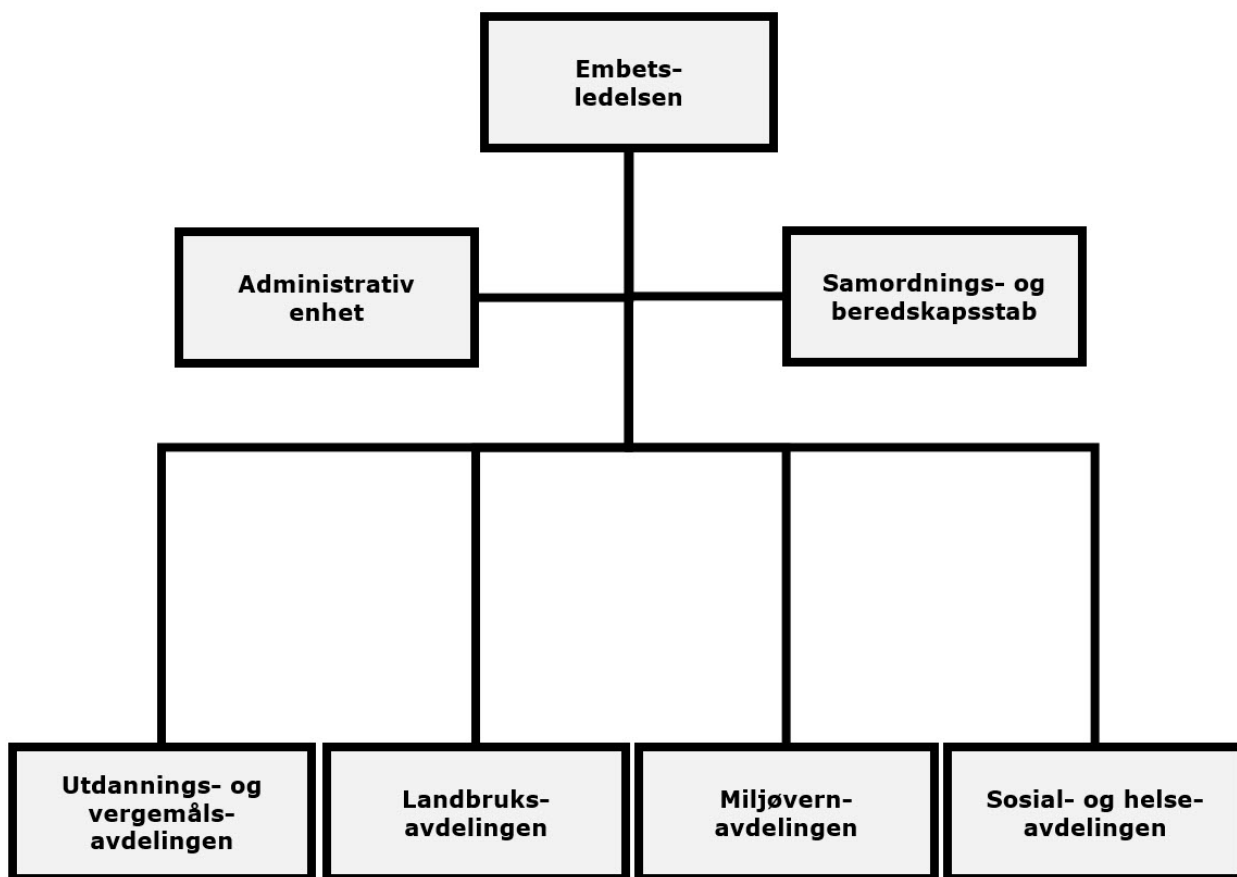 Embets-
ledelsen
Administrativ
enhet
Samordnings- og
beredskapsstab
Utdannings- og
vergemåls-
avdelingen
Landbruks-
avdelingen
Miljøvern-
avdelingen
Sosial- og helse-
avdelingen